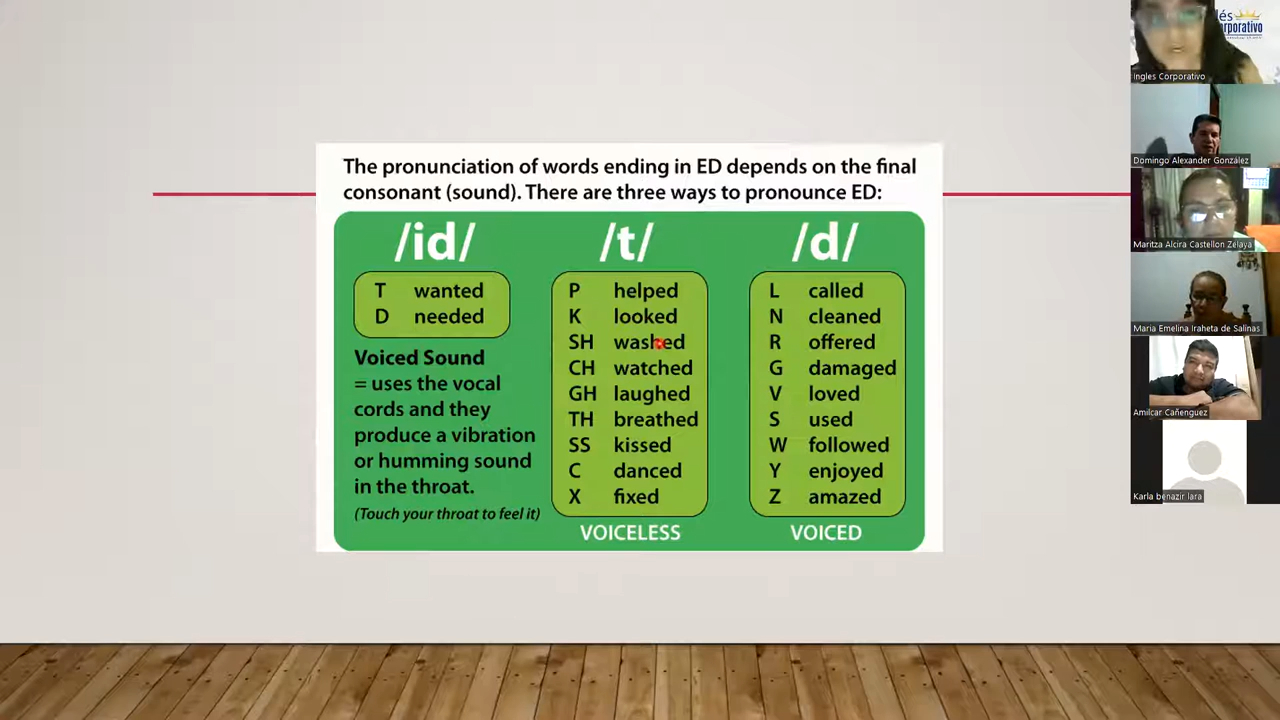 The pronunciation of words ending in ED depends on the final
consonant (sound). There are three ways to pronounce ED:
/id/
T wanted
D needed
Voiced Sound
= uses the vocal
cords and they
produce a vibration
or humming sound
in the throat.
(Touch your throat to feel it)
/t/
P helped
K looked
SH washed
CH watched
GH laughed
TH breathed
SS kissed
C danced
X fixed
VOICELESS
/d/
L called
N cleaned
R offered
G damaged
V loved
S used
W followed
Y enjoyed
Z amazed
VOICED
Ingles Corporativo
Domingo Alexander González
Maritza Alcira Castellon Zelaya
Maria Emelina Iraheta de Salinas
Amilcar Cañenguez
Karla benazir lara